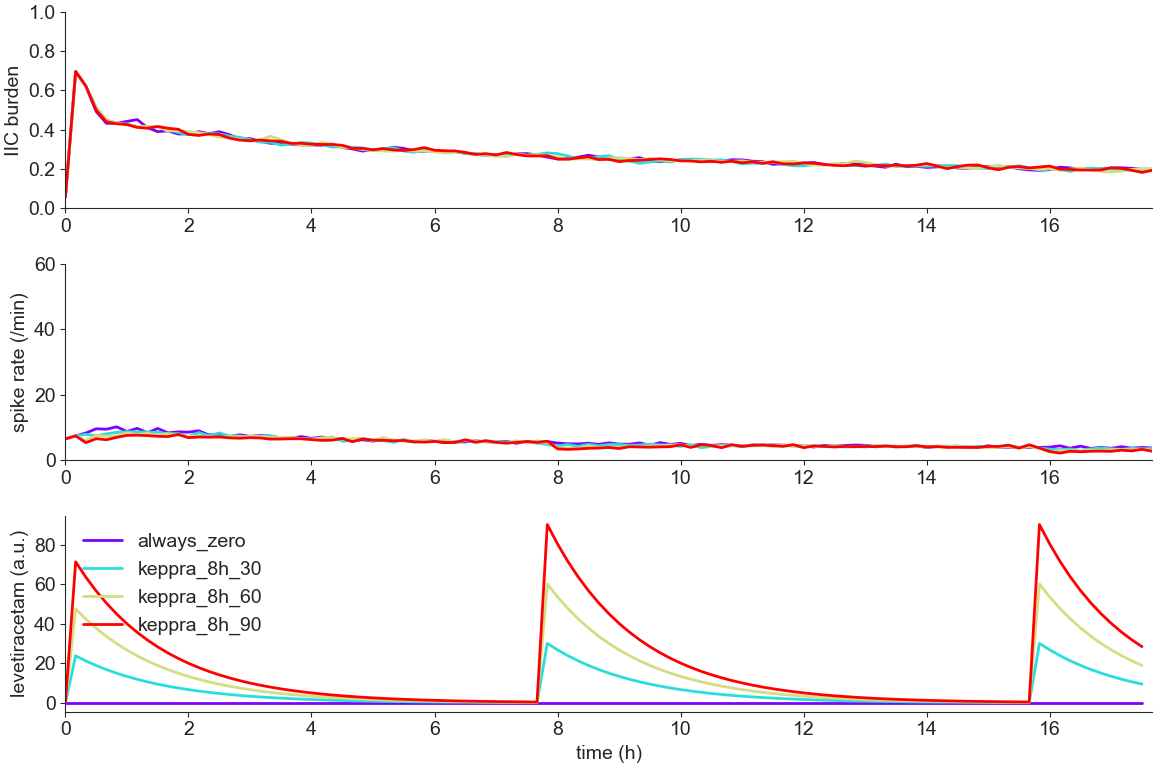 IIC burden
1.0
0.8
0.6
0.4
0.2
0.0
0 2 4 6 8 10 12 14 16
spike rate (/min)
60
40
20
0
0 2 4 6 8 10 12 14 16
levetiracetam (a.u.)
80
60
40
20
0
always_zero
keppra_8h_30
keppra_8h_60
keppra_8h_90
0 2 4 6 8 10 12 14 16
time (h)